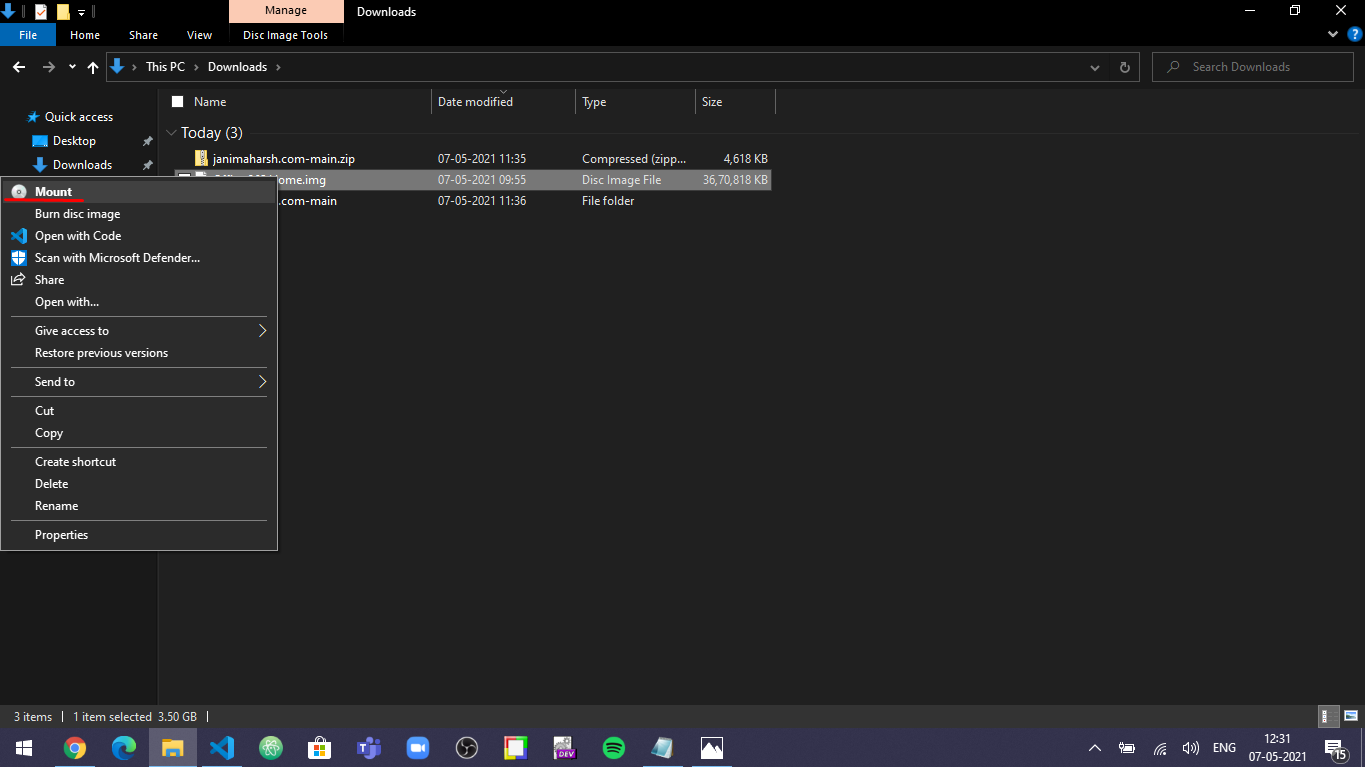 Manage
Downloads
File
Home
Share
View
Disc Image Tools
This PC
Downloads
Search Downloads
Name
Date modified
Type
Size
Quick access
Desktop
Downloads
Today (3)
janimaharsh.com-main.zip 07-05-2021 11:35 Compressed (zipp... 4,618 KB
ome.img 07-05-2021 09:55 Disc Image File 36,70,818 KB
.com-main 07-05-2021 11:36 File folder
Mount
Burn disc image
Open with Code
Scan with Microsoft Defender...
Share
Open with...
Give access to
Restore previous versions
Send to
Cut
Copy
Create shortcut
Delete
Rename
Properties
3 items
1 item selected 3.50 GB
DEV
ENG
12:31
07-05-2021
15